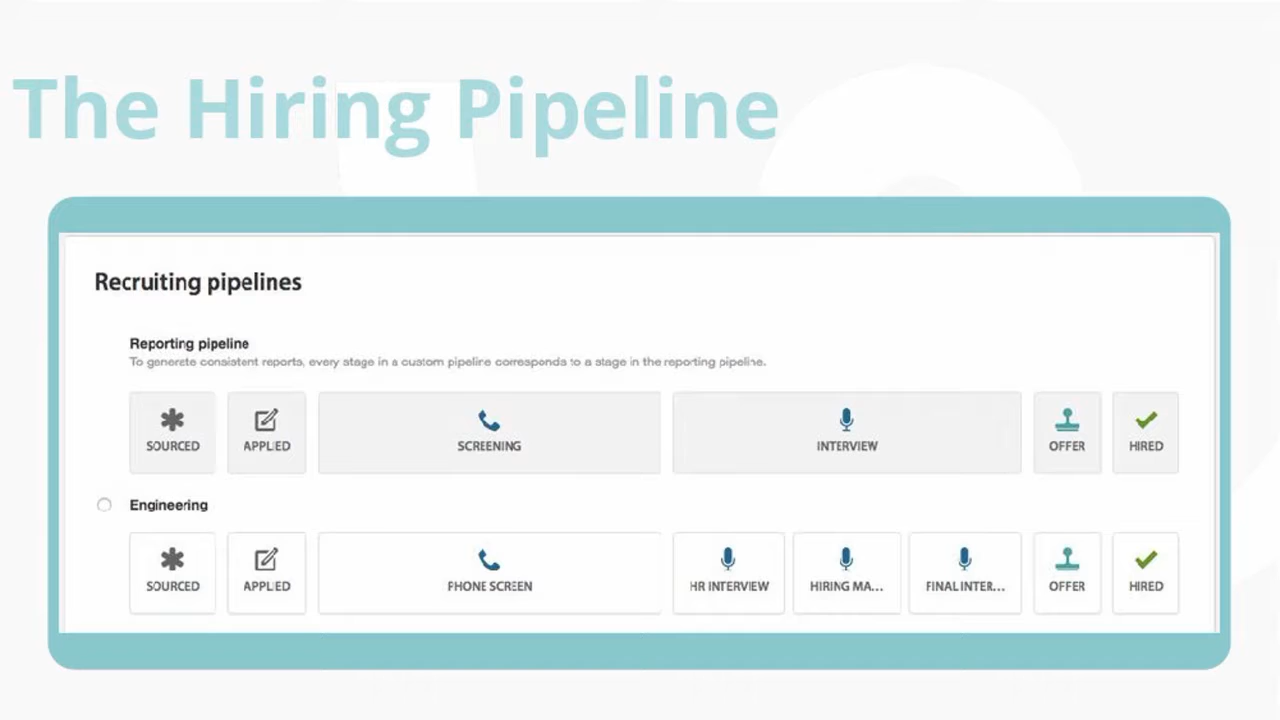 The Hiring Pipeline
Recruiting pipelines
Reporting pipeline
To generate consistent reports, every stage in a custom pipeline corresponds to a stage in the reporting pipeline.
SOURCED APPLIED SCREENING INTERVIEW OFFER HIRED
Engineering
SOURCED APPLIED PHONE SCREEN HR INTERVIEW HIRING MA... FINAL INTER... OFFER HIRED